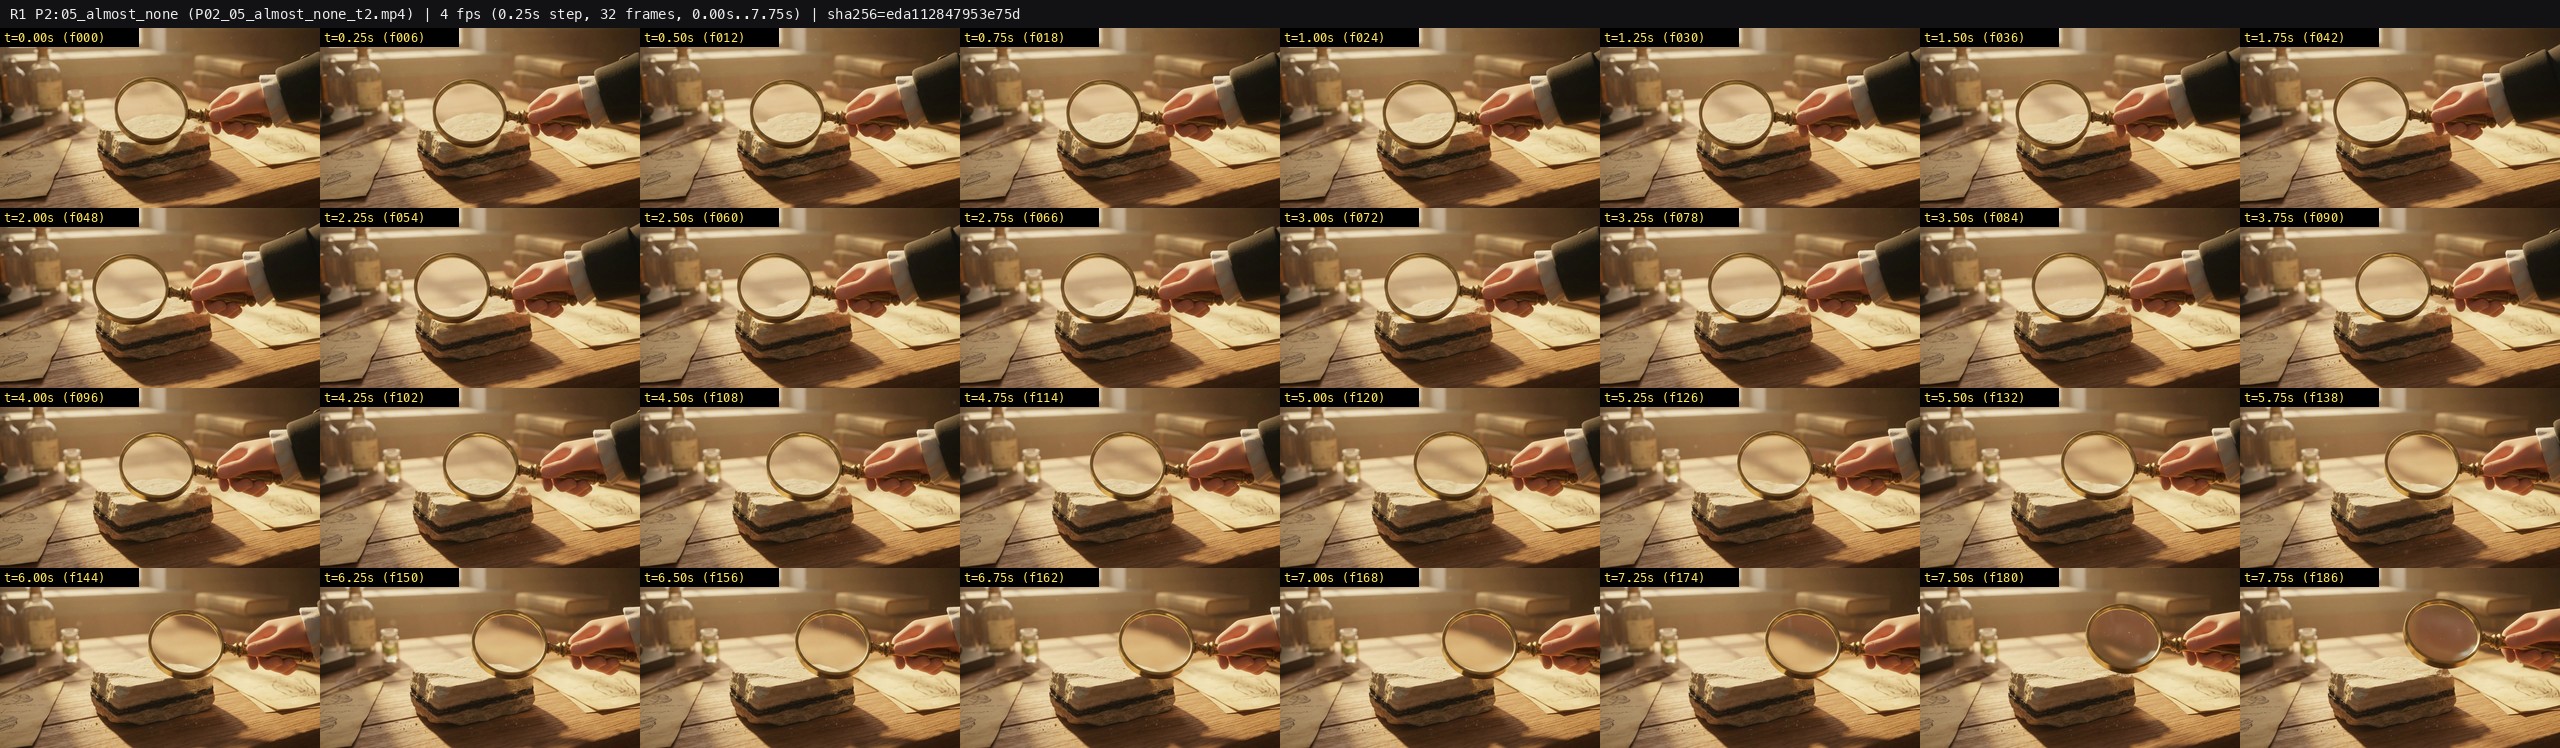 R1 P2:05_almost_none (P02_05_almost_none_t2.mp4) | 4 fps (0.25s step, 32 frames, 0.00s..7.75s) | sha256=eda112847953e75d
t=0.00s (f000)
t=0.25s (f006)
t=0.50s (f012)
t=0.75s (f018)
t=1.00s (f024)
t=1.25s (f030)
t=1.50s (f036)
t=1.75s (f042)
t=2.00s (f048)
t=2.25s (f054)
t=2.50s (f060)
t=2.75s (f066)
t=3.00s (f072)
t=3.25s (f078)
t=3.50s (f084)
t=3.75s (f090)
t=4.00s (f096)
t=4.25s (f102)
t=4.50s (f108)
t=4.75s (f114)
t=5.00s (f120)
t=5.25s (f126)
t=5.50s (f132)
t=5.75s (f138)
t=6.00s (f144)
t=6.25s (f150)
t=6.50s (f156)
t=6.75s (f162)
t=7.00s (f168)
t=7.25s (f174)
t=7.50s (f180)
t=7.75s (f186)